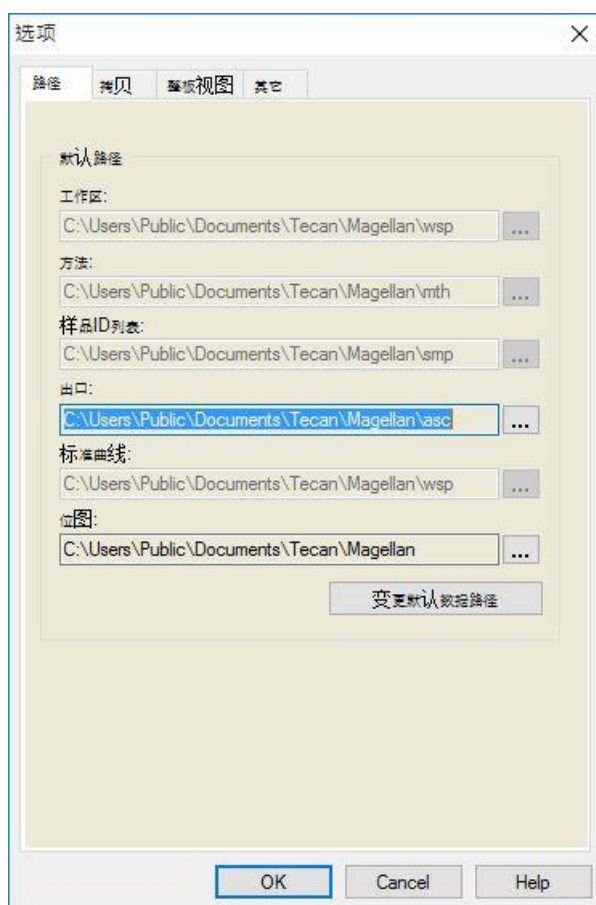 选项
路径 拷贝 整板视图 其它
默认路径
工作区:
C:\Users\Public\Documents\Tecan\Magellan\wsp ...
方法:
C:\Users\Public\Documents\Tecan\Magellan\mth ...
样品ID列表:
C:\Users\Public\Documents\Tecan\Magellan\smp ...
出口:
C:\Users\Public\Documents\Tecan\Magellan\asc ...
标准曲线:
C:\Users\Public\Documents\Tecan\Magellan\wsp ...
位图:
C:\Users\Public\Documents\Tecan\Magellan ...
变更默认数据路径
OK Cancel Help